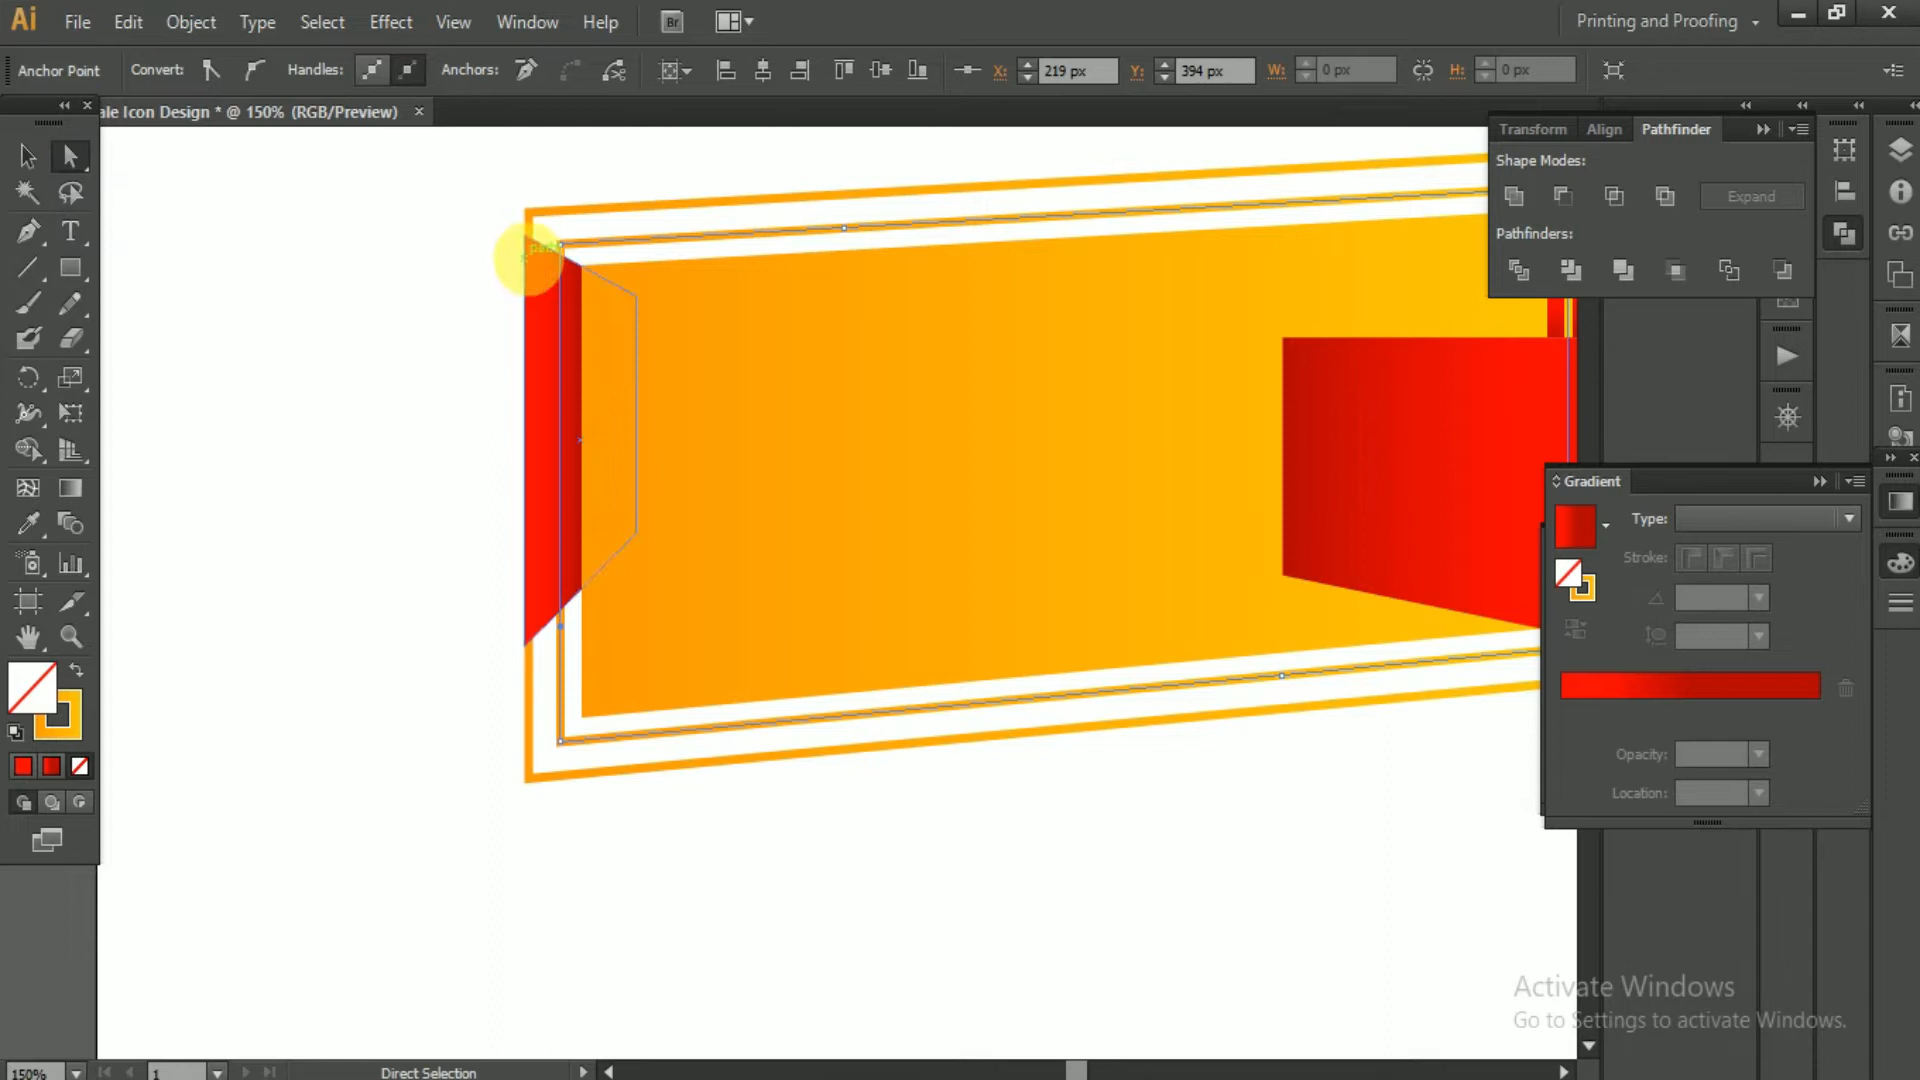 Ai File Edit Object Type Select Effect View Window Help Br Printing and Proofing
Anchor Point Convert: Handles: Anchors: X: 219 px Y: 394 px W: 0 px H: 0 px
ale Icon Design * @ 150% (RGB/Preview)
Transform Align Pathfinder
Shape Modes:
Expand
Pathfinders:
Gradient
Type:
Stroke:
Opacity:
Location:
Activate Windows
Go to Settings to activate Windows.
150% 1 Direct Selection